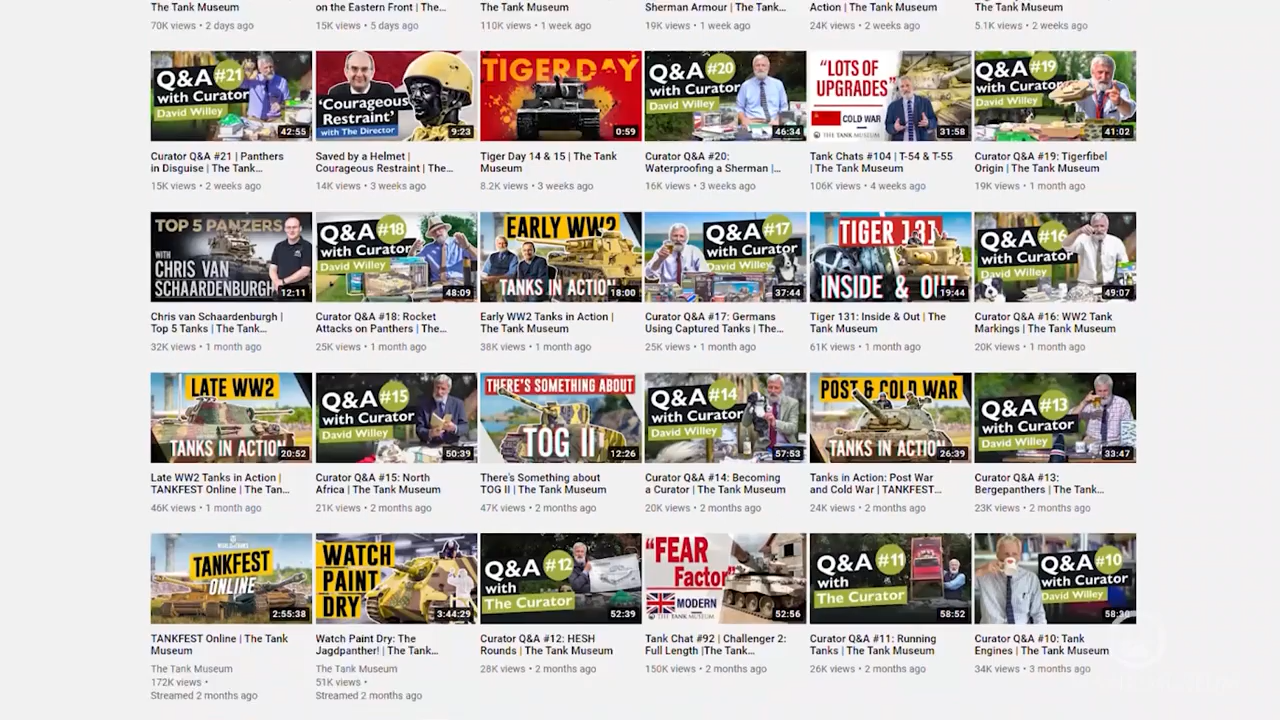 The Tank Museum
on the Eastern Front | The...
The Tank Museum
Sherman Armour | The Tank...
Action | The Tank Museum
The Tank Museum
70K views • 2 days ago
15K views • 5 days ago
110K views • 1 week ago
19K views • 1 week ago
24K views • 2 weeks ago
5.1K views • 2 weeks ago
Q&A #21
with Curator
David Willey
42:55
'Courageous
Restraint'
with The Director
9:23
TIGER DAY
0:59
Q&A #20
with Curator
David Willey
46:34
"LOTS OF
UPGRADES"
COLD WAR
THE TANK MUSEUM
31:58
Q&A #19
with Curator
David Willey
41:02
Curator Q&A #21 | Panthers
in Disguise | The Tank...
15K views • 2 weeks ago
Saved by a Helmet |
Courageous Restraint | The...
14K views • 3 weeks ago
Tiger Day 14 & 15 | The Tank
Museum
8.2K views • 3 weeks ago
Curator Q&A #20:
Waterproofing a Sherman |...
16K views • 3 weeks ago
Tank Chats #104 | T-54 & T-55
| The Tank Museum
106K views • 4 weeks ago
Curator Q&A #19: Tigerfibel
Origin | The Tank Museum
19K views • 1 month ago
TOP 5 PANZERS
WITH
CHRIS VAN
SCHAARDENBURGH
12:11
Q&A #18
with Curator
David Willey
48:09
EARLY WW2
TANKS IN ACTION
18:00
Q&A #17
with Curator
David Willey
37:44
TIGER 131
INSIDE & OUT
19:44
Q&A #16
with Curator
David Willey
49:07
Chris van Schaardenburgh |
Top 5 Tanks | The Tank...
32K views • 1 month ago
Curator Q&A #18: Rocket
Attacks on Panthers | The...
25K views • 1 month ago
Early WW2 Tanks in Action |
The Tank Museum
38K views • 1 month ago
Curator Q&A #17: Germans
Using Captured Tanks | The...
25K views • 1 month ago
Tiger 131: Inside & Out | The
Tank Museum
61K views • 1 month ago
Curator Q&A #16: WW2 Tank
Markings | The Tank Museum
20K views • 1 month ago
LATE WW2
TANKS IN ACTION
20:52
Q&A #15
with Curator
David Willey
50:39
THERE'S SOMETHING ABOUT
TOG II
12:26
Q&A #14
with Curator
David Willey
57:53
POST & COLD WAR
TANKS IN ACTION
26:39
Q&A #13
with Curator
David Willey
33:47
Late WW2 Tanks in Action |
TANKFEST Online | The Tan...
46K views • 1 month ago
Curator Q&A #15: North
Africa | The Tank Museum
21K views • 2 months ago
There's Something about
TOG II | The Tank Museum
47K views • 2 months ago
Curator Q&A #14: Becoming
a Curator | The Tank Museum
20K views • 2 months ago
Tanks in Action: Post War
and Cold War | TANKFEST...
24K views • 2 months ago
Curator Q&A #13:
Bergepanthers | The Tank...
23K views • 2 months ago
TANKFEST
ONLINE
2:55:38
WATCH
PAINT
DRY
3:44:29
Q&A #12
with
The Curator
52:39
"FEAR
Factor"
MODERN
THE TANK MUSEUM
52:56
Q&A #11
with
The Curator
58:52
Q&A #10
with Curator
David Willey
TANKFEST Online | The Tank
Museum
The Tank Museum
172K views •
Streamed 2 months ago
Watch Paint Dry: The
Jagdpanther! | The Tank...
The Tank Museum
51K views •
Streamed 2 months ago
Curator Q&A #12: HESH
Rounds | The Tank Museum
28K views • 2 months ago
Tank Chat #92 | Challenger 2:
Full Length |The Tank...
150K views • 2 months ago
Curator Q&A #11: Running
Tanks | The Tank Museum
26K views • 2 months ago
Curator Q&A #10: Tank
Engines | The Tank Museum
34K views • 3 months ago